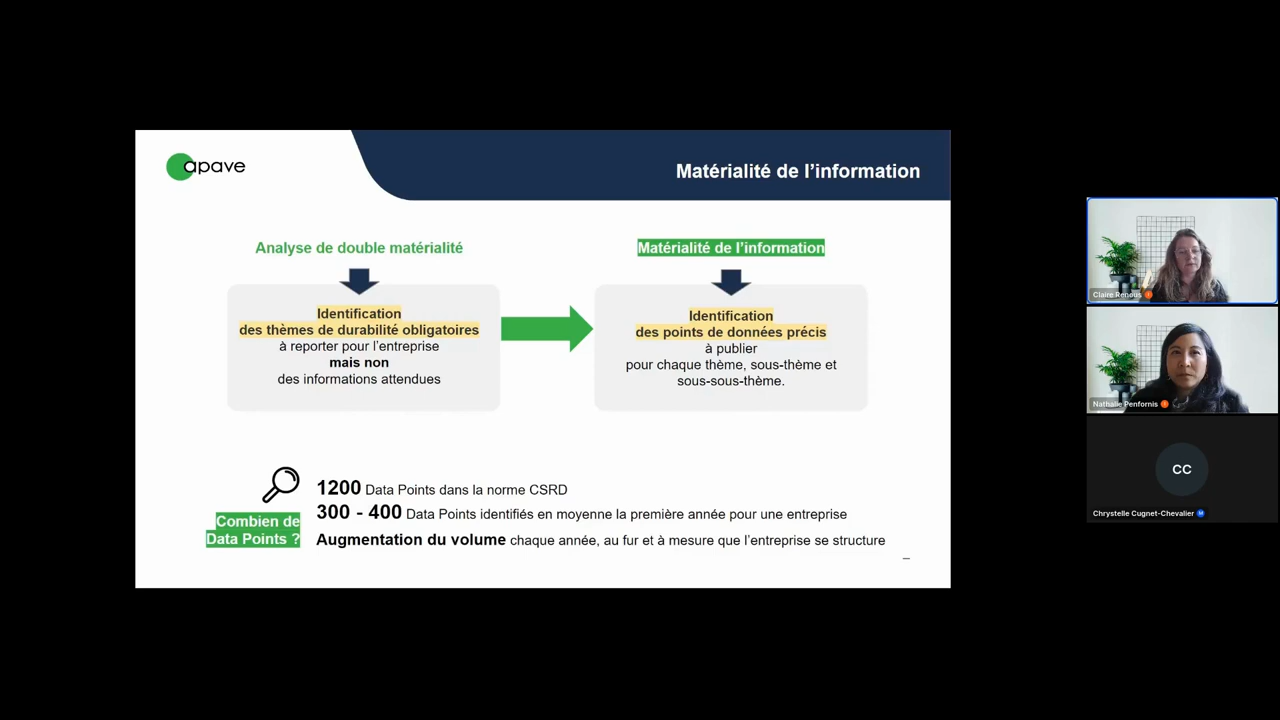 apave
Matérialité de l'information
Analyse de double matérialité
Identification
des thèmes de durabilité obligatoires
à reporter pour l'entreprise
mais non
des informations attendues
Matérialité de l'information
Identification
des points de données précis
à publier
pour chaque thème, sous-thème et
sous-sous-thème.
Combien de
Data Points ?
1200 Data Points dans la norme CSRD
300 - 400 Data Points identifiés en moyenne la première année pour une entreprise
Augmentation du volume chaque année, au fur et à mesure que l'entreprise se structure
Claire Renous
Nathalie Penfornis
CC
Chrystelle Cugnet-Chevalier